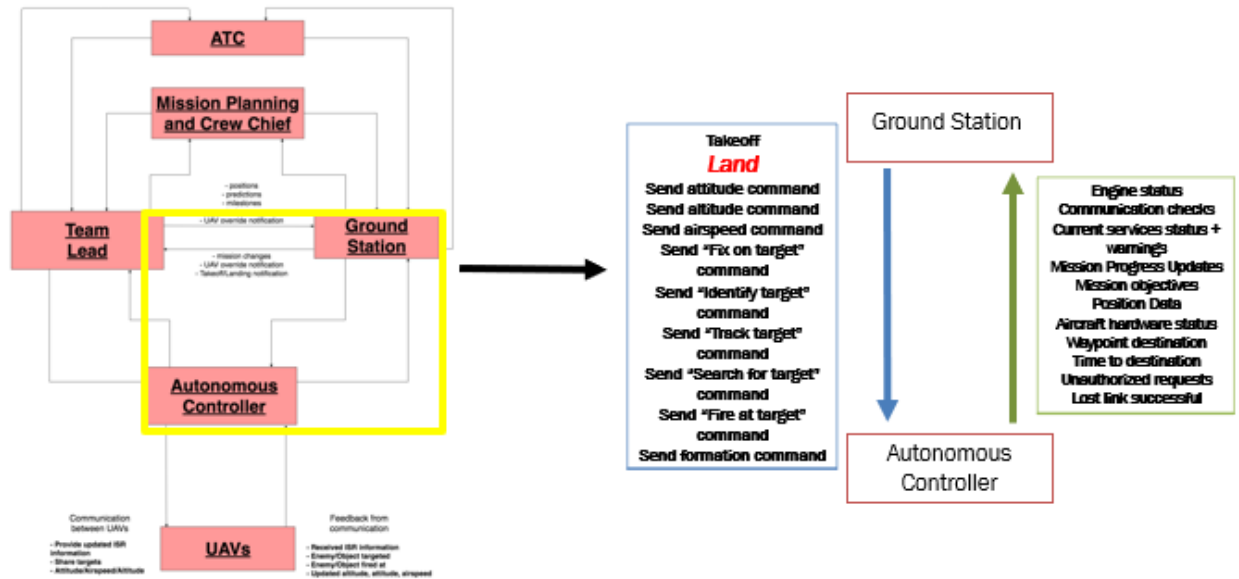 ATC
Mission Planning
and Crew Chief
- positions
- predictions
- milestones
- UAV override notification
Team
Lead
Ground
Station
- mission changes
- UAV override notification
- Takeoff/Landing notification
Autonomous
Controller
Communication
between UAVs
- Provide updated ISR
information
- Share targets
- Attitude/Airspeed/Altitude
UAVs
Feedback from
communication
- Received ISR information
- Enemy/Object targeted
- Enemy/Object fired at
- Updated altitude, attitude, airspeed
Takeoff
Land
Send attitude command
Send altitude command
Send airspeed command
Send "Fix on target"
command
Send "Identify target"
command
Send "Track target"
command
Send "Search for target"
command
Send "Fire at target"
command
Send formation command
Ground Station
Autonomous
Controller
Engine status
Communication checks
Current services status +
warnings
Mission Progress Updates
Mission objectives
Position Data
Aircraft hardware status
Waypoint destination
Time to destination
Unauthorized requests
Lost link successful